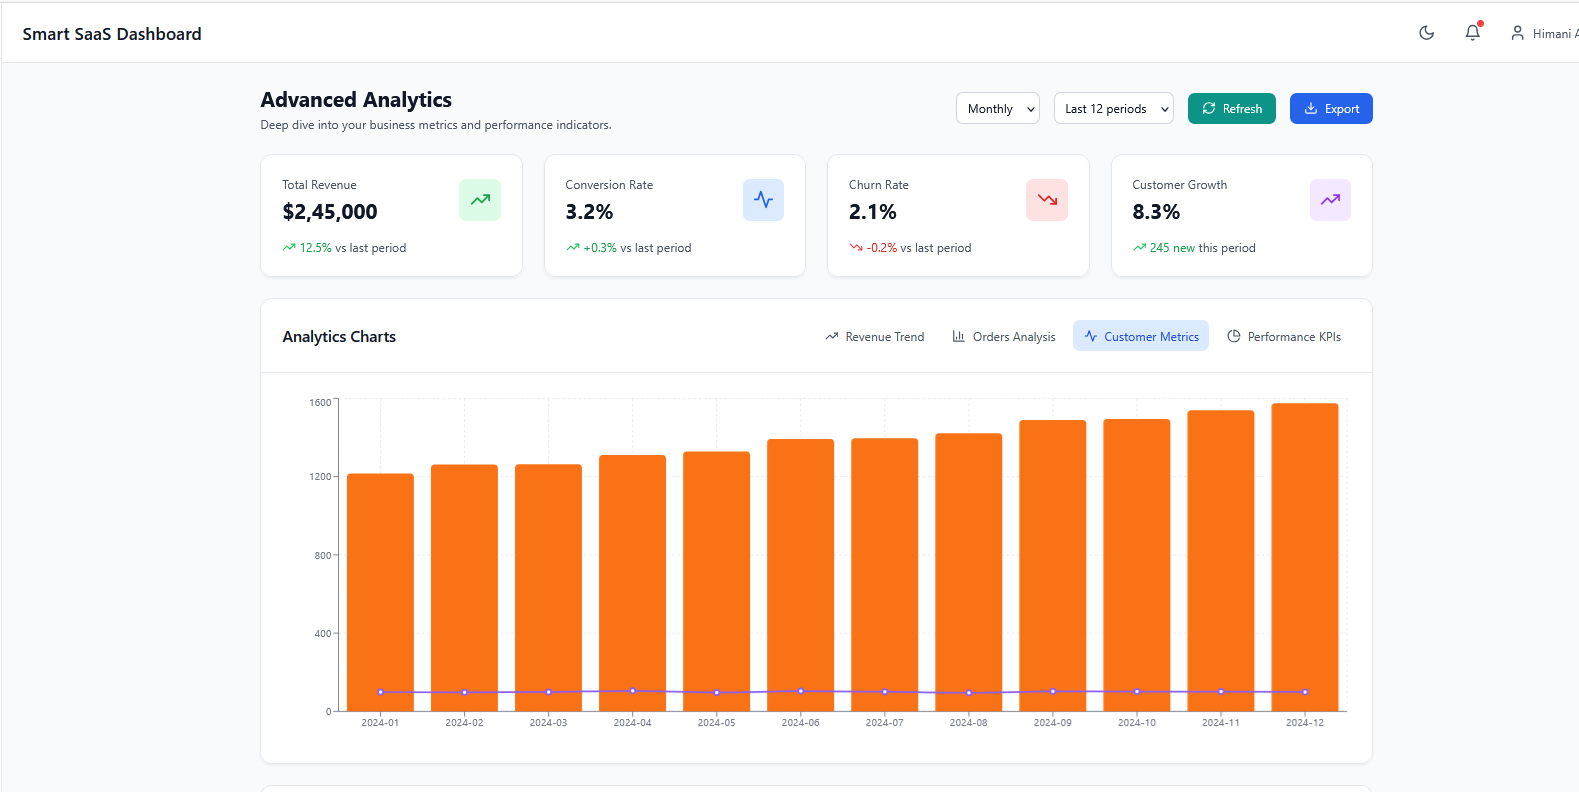 Smart SaaS Dashboard
Himani A
Advanced Analytics
Deep dive into your business metrics and performance indicators.
Monthly
Last 12 periods
Refresh
Export
Total Revenue
$2,45,000
12.5% vs last period
Conversion Rate
3.2%
+0.3% vs last period
Churn Rate
2.1%
-0.2% vs last period
Customer Growth
8.3%
245 new this period
Analytics Charts
Revenue Trend
Orders Analysis
Customer Metrics
Performance KPIs
1600
1200
800
400
0
2024-01
2024-02
2024-03
2024-04
2024-05
2024-06
2024-07
2024-08
2024-09
2024-10
2024-11
2024-12